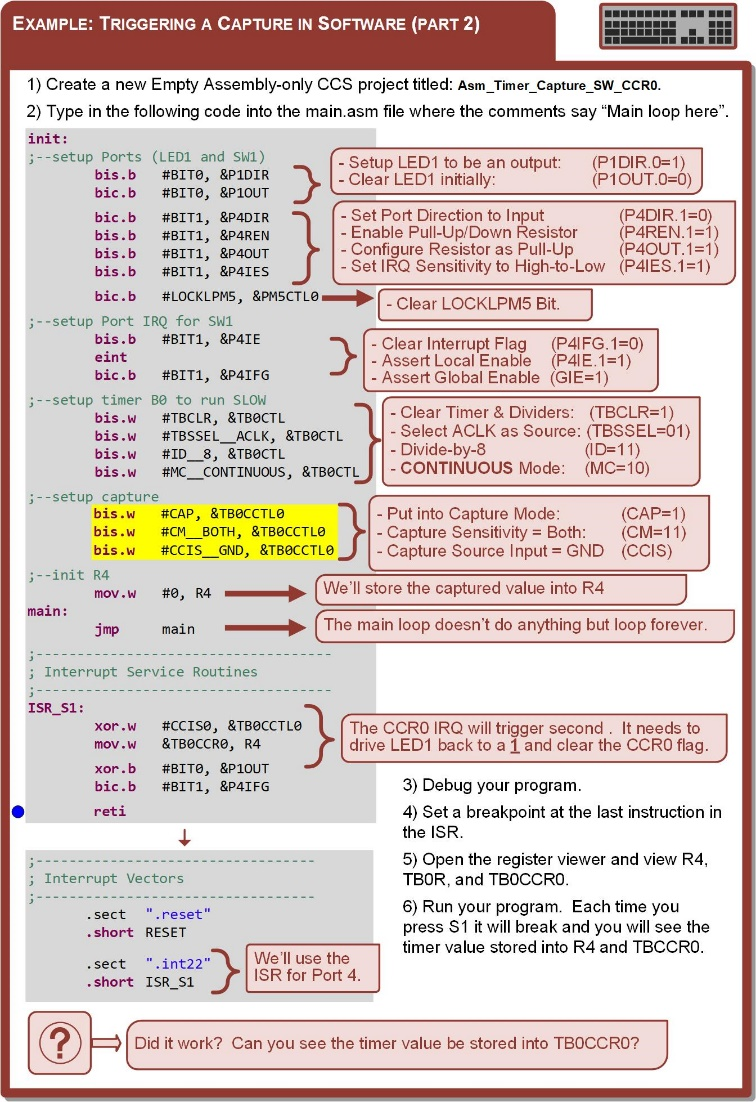 EXAMPLE: TRIGGERING A CAPTURE IN SOFTWARE (PART 2)
1) Create a new Empty Assembly-only CCS project titled: Asm_Timer_Capture_SW_CCR0.
2) Type in the following code into the main.asm file where the comments say “Main loop here”.
init:
;--setup Ports (LED1 and SW1)
bis.b #BIT0, &P1DIR
bic.b #BIT0, &P1OUT
- Setup LED1 to be an output: (P1DIR.0=1)
- Clear LED1 initially: (P1OUT.0=0)
bic.b #BIT1, &P4DIR
bis.b #BIT1, &P4REN
bis.b #BIT1, &P4OUT
bis.b #BIT1, &P4IES
- Set Port Direction to Input (P4DIR.1=0)
- Enable Pull-Up/Down Resistor (P4REN.1=1)
- Configure Resistor as Pull-Up (P4OUT.1=1)
- Set IRQ Sensitivity to High-to-Low (P4IES.1=1)
bic.b #LOCKLPM5, &PM5CTL0
- Clear LOCKLPM5 Bit.
;--setup Port IRQ for SW1
bis.b #BIT1, &P4IE
eint
bic.b #BIT1, &P4IFG
- Clear Interrupt Flag (P4IFG.1=0)
- Assert Local Enable (P4IE.1=1)
- Assert Global Enable (GIE=1)
;--setup timer B0 to run SLOW
bis.w #TBCLR, &TB0CTL
bis.w #TBSSEL__ACLK, &TB0CTL
bis.w #ID__8, &TB0CTL
bis.w #MC__CONTINUOUS, &TB0CTL
- Clear Timer & Dividers: (TBCLR=1)
- Select ACLK as Source: (TBSSEL=01)
- Divide-by-8 (ID=11)
- CONTINUOUS Mode: (MC=10)
;--setup capture
bis.w #CAP, &TB0CCTL0
bis.w #CM__BOTH, &TB0CCTL0
bis.w #CCIS__GND, &TB0CCTL0
- Put into Capture Mode: (CAP=1)
- Capture Sensitivity = Both: (CM=11)
- Capture Source Input = GND (CCIS)
;--init R4
mov.w #0, R4
We’ll store the captured value into R4
main:
jmp main
The main loop doesn’t do anything but loop forever.
;---------------------------------
; Interrupt Service Routines
;---------------------------------
ISR_S1:
xor.w #CCIS0, &TB0CCTL0
mov.w &TB0CCR0, R4
xor.b #BIT0, &P1OUT
bic.b #BIT1, &P4IFG
reti
The CCR0 IRQ will trigger second . It needs to
drive LED1 back to a 1 and clear the CCR0 flag.
3) Debug your program.
4) Set a breakpoint at the last instruction in
the ISR.
5) Open the register viewer and view R4,
TB0R, and TB0CCR0.
6) Run your program. Each time you
press S1 it will break and you will see the
timer value stored into R4 and TBCCR0.
;-------------------------------
; Interrupt Vectors
;-------------------------------
.sect ".reset"
.short RESET
.sect ".int22"
.short ISR_S1
We’ll use the
ISR for Port 4.
?
Did it work? Can you see the timer value be stored into TB0CCR0?